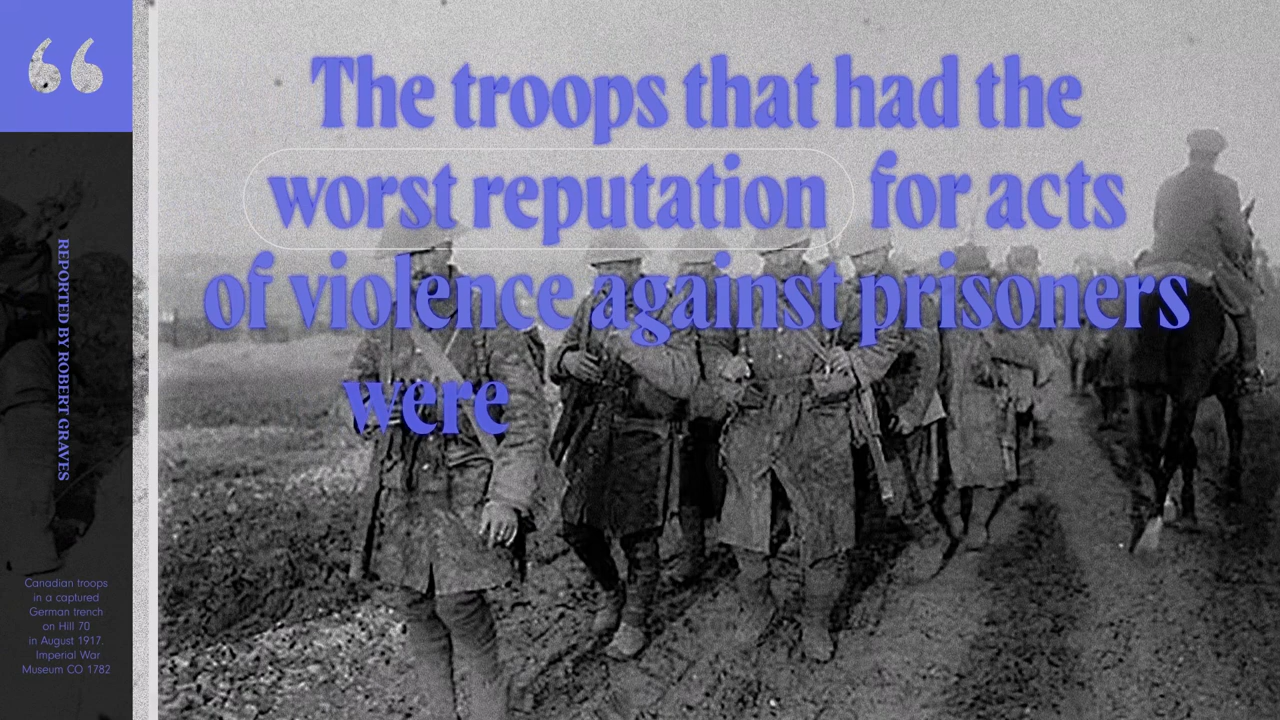 “
The troops that had the
worst reputation for acts
of violence against prisoners
were
REPORTED BY ROBERT GRAVES
Canadian troops
in a captured
German trench
on Hill 70
in August 1917.
Imperial War
Museum CO 1782